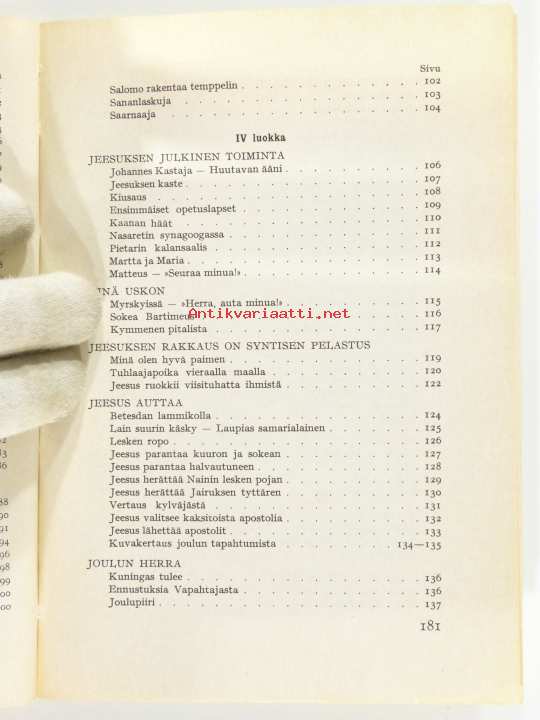 Sivu
Salomo rakentaa temppelin . . . . . . . . . . . . . 102
Sananlaskuja . . . . . . . . . . . . . . . . . 103
Saarnaaja . . . . . . . . . . . . . . . . . . 104
IV luokka
JEESUKSEN JULKINEN TOIMINTA
Johannes Kastaja — Huutavan ääni . . . . . . . . . . 106
Jeesuksen kaste . . . . . . . . . . . . . . . . . 107
Kiusaus . . . . . . . . . . . . . . . . . . . 108
Ensimmäiset opetuslapset . . . . . . . . . . . . . 109
Kaanan häät . . . . . . . . . . . . . . . . . 110
Nasaretin synagoogassa . . . . . . . . . . . . . . 111
Pietarin kalansaalis . . . . . . . . . . . . . . . 112
Martta ja Maria . . . . . . . . . . . . . . . . . 113
Matteus — »Seuraa minua!» . . . . . . . . . . . . . 114
INÄ USKON
Myrskyissä — »Herra, auta minua!» . . . . . . . . . . 115
Sokea Bartimeus . . . . . . . . . . . . . . . . 116
Antikvariaatti.net
Kymmenen pitalista . . . . . . . . . . . . . . . 117
JEESUKSEN RAKKAUS ON SYNTISEN PELASTUS
Minä olen hyvä paimen . . . . . . . . . . . . . . 119
Tuhlaajapoika vieraalla maalla . . . . . . . . . . . 120
Jeesus ruokkii viisituhatta ihmistä . . . . . . . . . . 122
JEESUS AUTTAA
Betesdan lammikolla . . . . . . . . . . . . . . . 124
Lain suurin käsky — Laupias samarialainen . . . . . . . 125
Lesken ropo . . . . . . . . . . . . . . . . . . 126
Jeesus parantaa kuuron ja sokean . . . . . . . . . . 127
Jeesus parantaa halvautuneen . . . . . . . . . . . . 128
Jeesus herättää Nainin lesken pojan . . . . . . . . . . 129
Jeesus herättää Jairuksen tyttären . . . . . . . . . . 130
Vertaus kylväjästä . . . . . . . . . . . . . . . 131
Jeesus valitsee kaksitoista apostolia . . . . . . . . . . 132
Jeesus lähettää apostolit . . . . . . . . . . . . . . 133
Kuvakertaus joulun tapahtumista . . . . . . . . 134—135
JOULUN HERRA
Kuningas tulee . . . . . . . . . . . . . . . . . 136
Ennustuksia Vapahtajasta . . . . . . . . . . . . . 136
Joulupiiri . . . . . . . . . . . . . . . . . . . 137
181